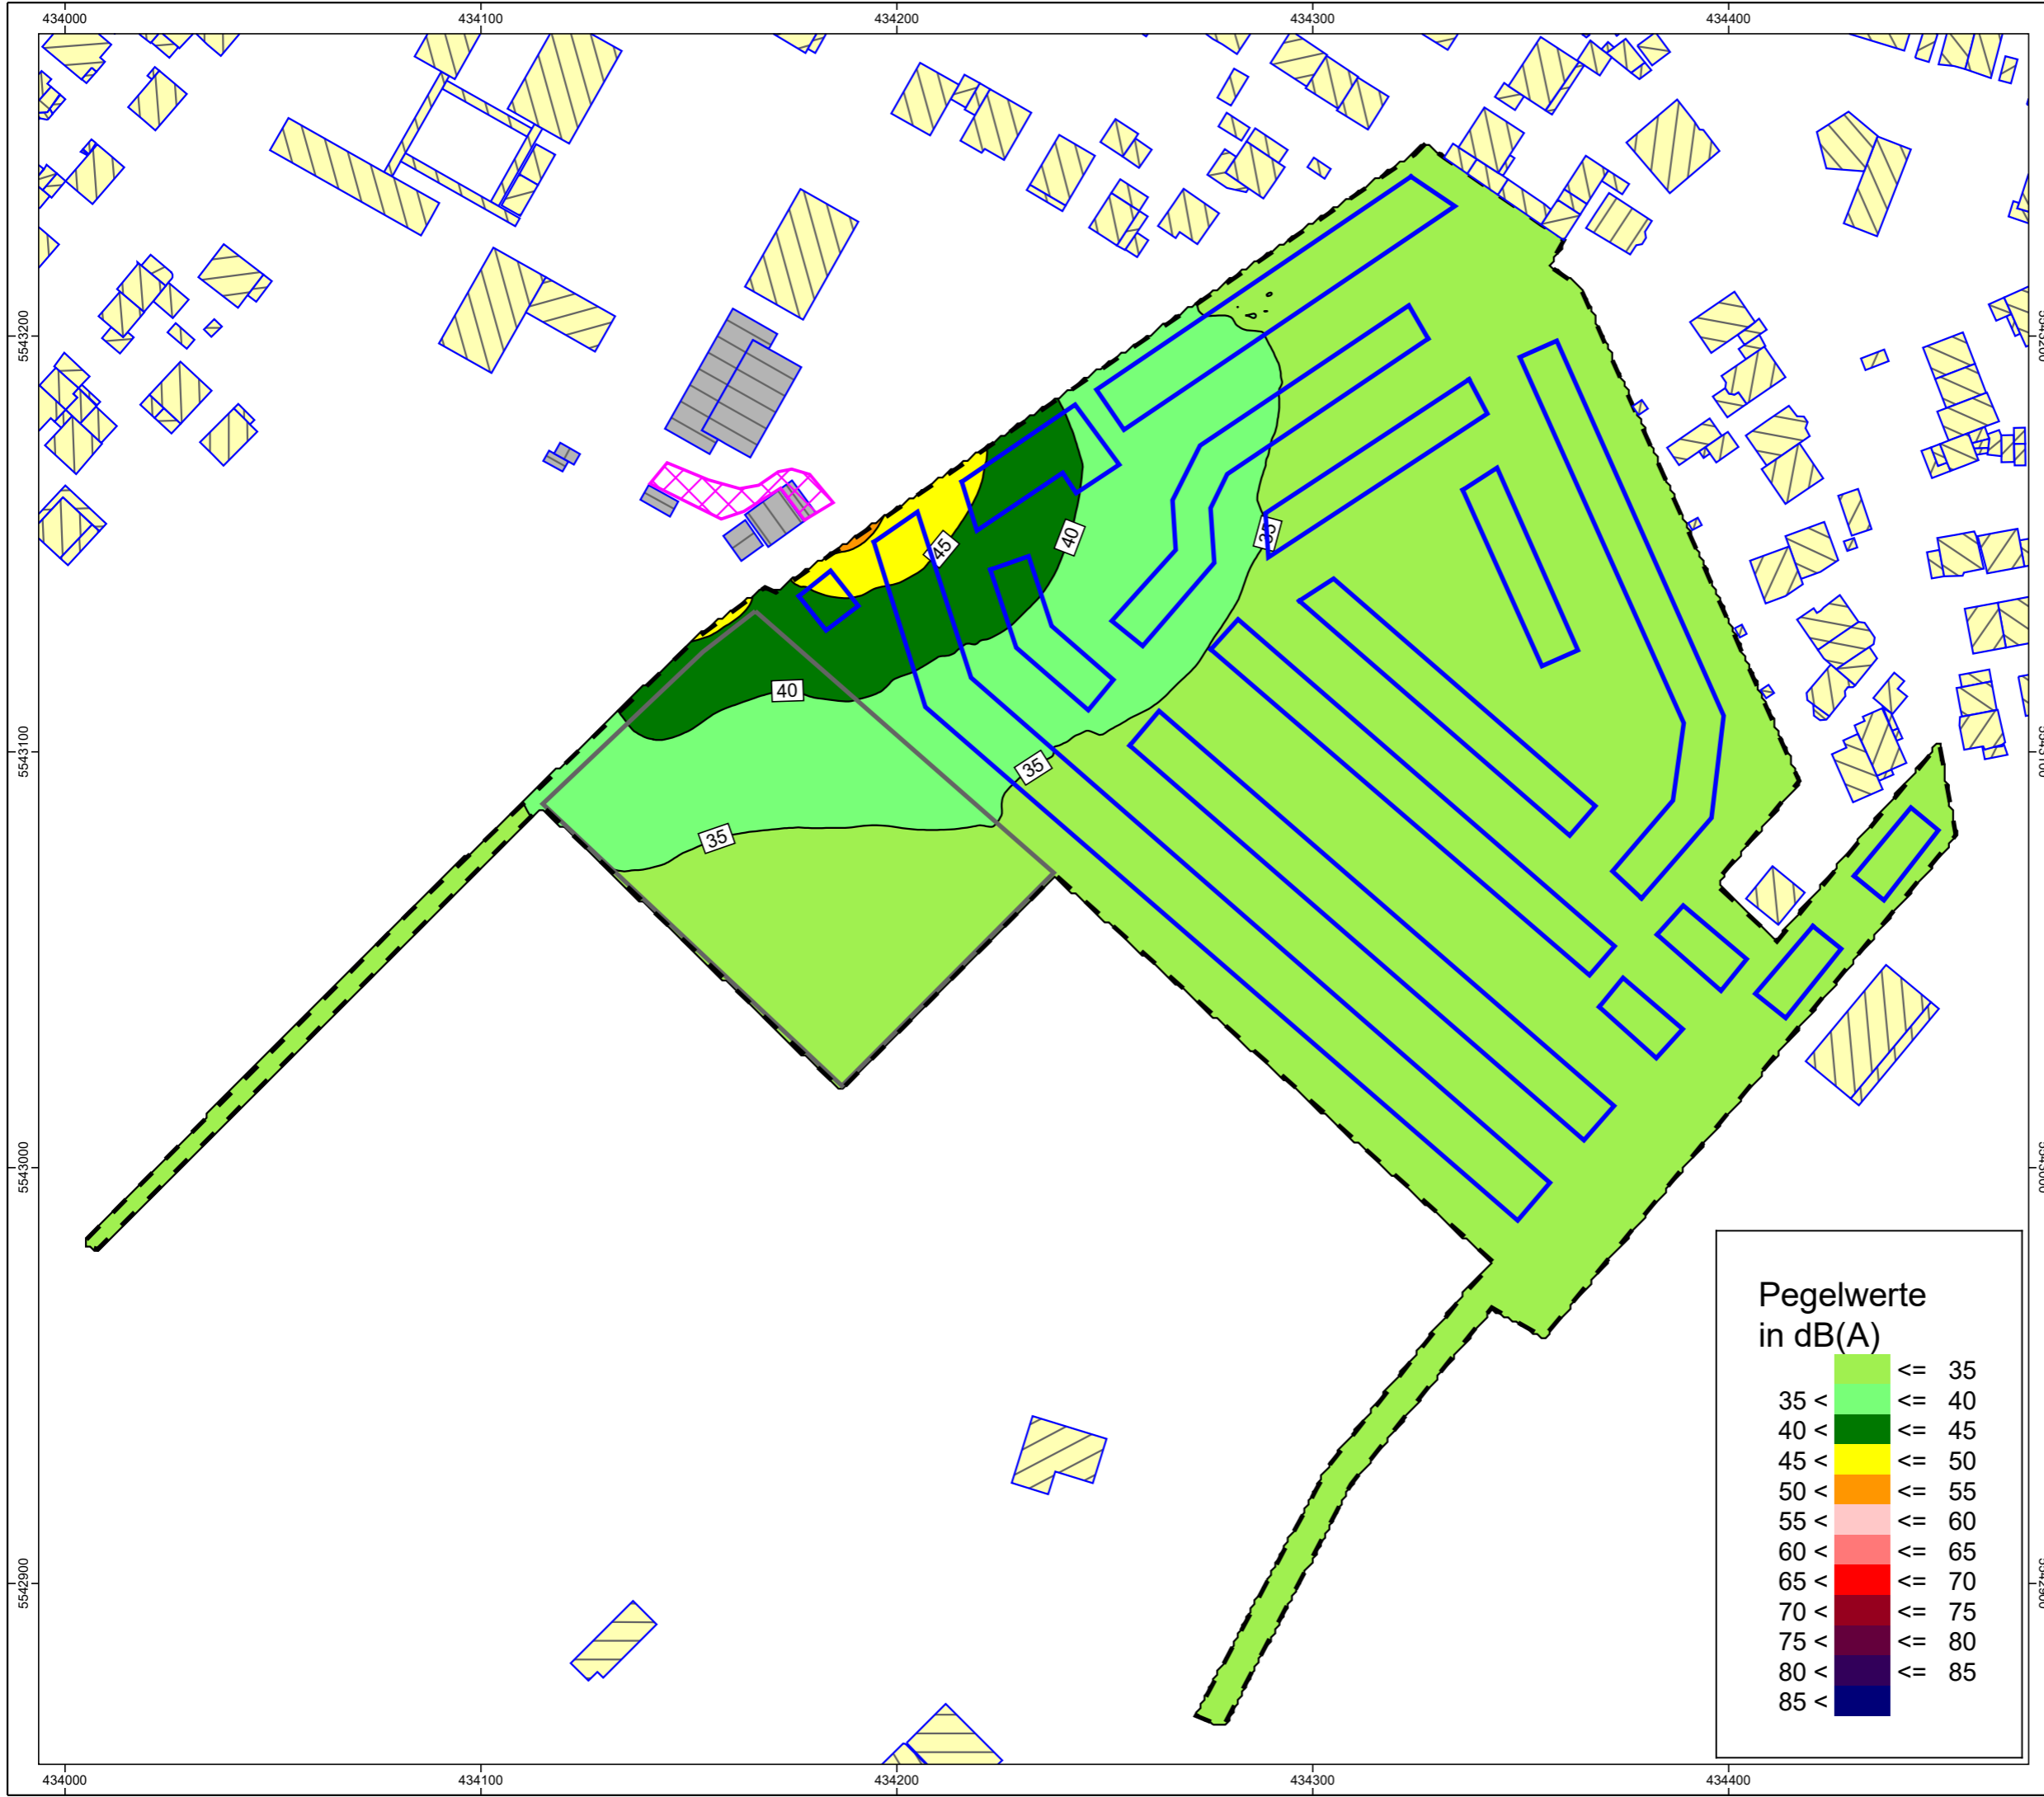 434000 434100 434200 434300 434400
5543200
5543100
5543000
5542900
45
40
35
40
35
35
Pegelwerte
in dB(A)
<= 35
35 < <= 40
40 < <= 45
45 < <= 50
50 < <= 55
55 < <= 60
60 < <= 65
65 < <= 70
70 < <= 75
75 < <= 80
80 < <= 85
85 <
434000 434100 434200 434300 434400